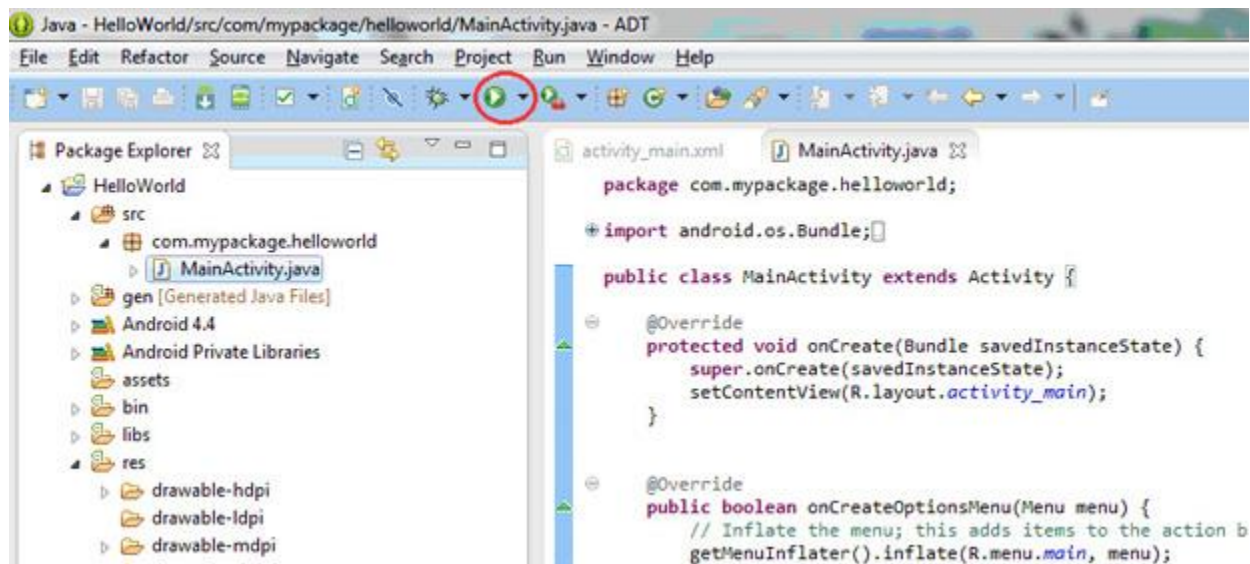 Java - HelloWorld/src/com/mypackage/helloworld/MainActivity.java - ADT
File Edit Refactor Source Navigate Search Project Run Window Help
Package Explorer
HelloWorld
src
com.mypackage.helloworld
MainActivity.java
gen [Generated Java Files]
Android 4.4
Android Private Libraries
assets
bin
libs
res
drawable-hdpi
drawable-ldpi
drawable-mdpi
activity_main.xml MainActivity.java
package com.mypackage.helloworld;
import android.os.Bundle;
public class MainActivity extends Activity {
@Override
protected void onCreate(Bundle savedInstanceState) {
super.onCreate(savedInstanceState);
setContentView(R.layout.activity_main);
}
@Override
public boolean onCreateOptionsMenu(Menu menu) {
// Inflate the menu; this adds items to the action b
getMenuInflater().inflate(R.menu.main, menu);